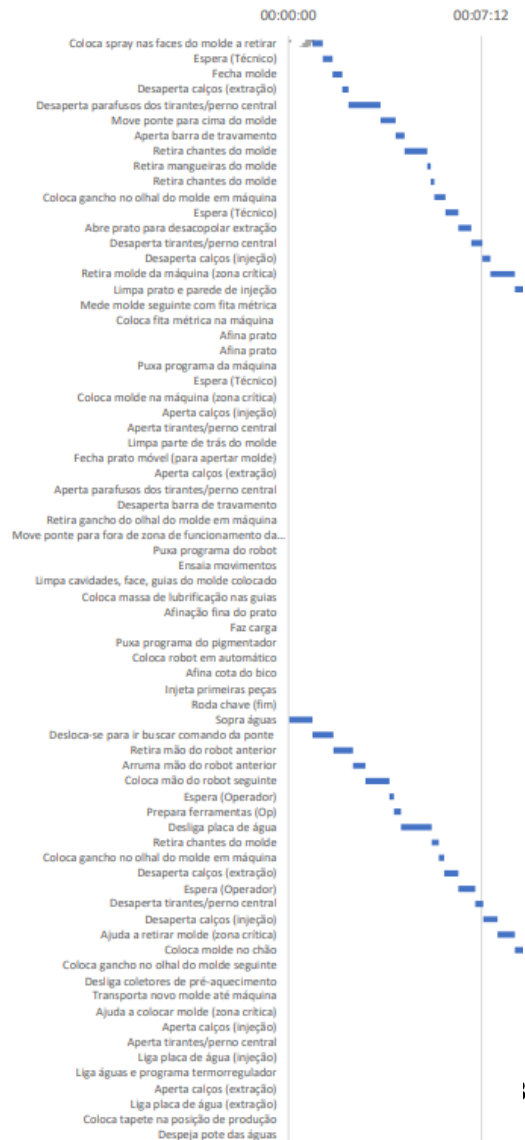 00:00:00 00:07:12
Coloca spray nas faces do molde a retirar
Espera (Técnico)
Fecha molde
Desaperta calços (extração)
Desaperta parafusos dos tirantes/perno central
Move ponte para cima do molde
Aperta barra de travamento
Retira chantes do molde
Retira mangueiras do molde
Retira chantes do molde
Coloca gancho no olhal do molde em máquina
Espera (Técnico)
Abre prato para desacopolar extração
Desaperta tirantes/perno central
Desaperta calços (injeção)
Retira molde da máquina (zona crítica)
Limpa prato e parede de injeção
Mede molde seguinte com fita métrica
Coloca fita métrica na máquina
Afina prato
Afina prato
Puxa programa da máquina
Espera (Técnico)
Coloca molde na máquina (zona crítica)
Aperta calços (injeção)
Aperta tirantes/perno central
Limpa parte de trás do molde
Fecha prato móvel (para apertar molde)
Aperta calços (extração)
Aperta parafusos dos tirantes/perno central
Desaperta barra de travamento
Retira gancho do olhal do molde em máquina
Move ponte para fora de zona de funcionamento da...
Puxa programa do robot
Ensaia movimentos
Limpa cavidades, face, guias do molde colocado
Coloca massa de lubrificação nas guias
Afinação fina do prato
Faz carga
Puxa programa do pigmentador
Coloca robot em automático
Afina cota do bico
Injeta primeiras peças
Roda chave (fim)
Sopra águas
Desloca-se para ir buscar comando da ponte
Retira mão do robot anterior
Arruma mão do robot anterior
Coloca mão do robot seguinte
Espera (Operador)
Prepara ferramentas (Op)
Desliga placa de água
Retira chantes do molde
Coloca gancho no olhal do molde em máquina
Desaperta calços (extração)
Espera (Operador)
Desaperta tirantes/perno central
Desaperta calços (injeção)
Ajuda a retirar molde (zona crítica)
Coloca molde no chão
Coloca gancho no olhal do molde seguinte
Desliga coletores de pré-aquecimento
Transporta novo molde até máquina
Ajuda a colocar molde (zona crítica)
Aperta calços (injeção)
Aperta tirantes/perno central
Liga placa de água (injeção)
Liga águas e programa termorregulador
Aperta calços (extração)
Liga placa de água (extração)
Coloca tapete na posição de produção
Despeja pote das águas